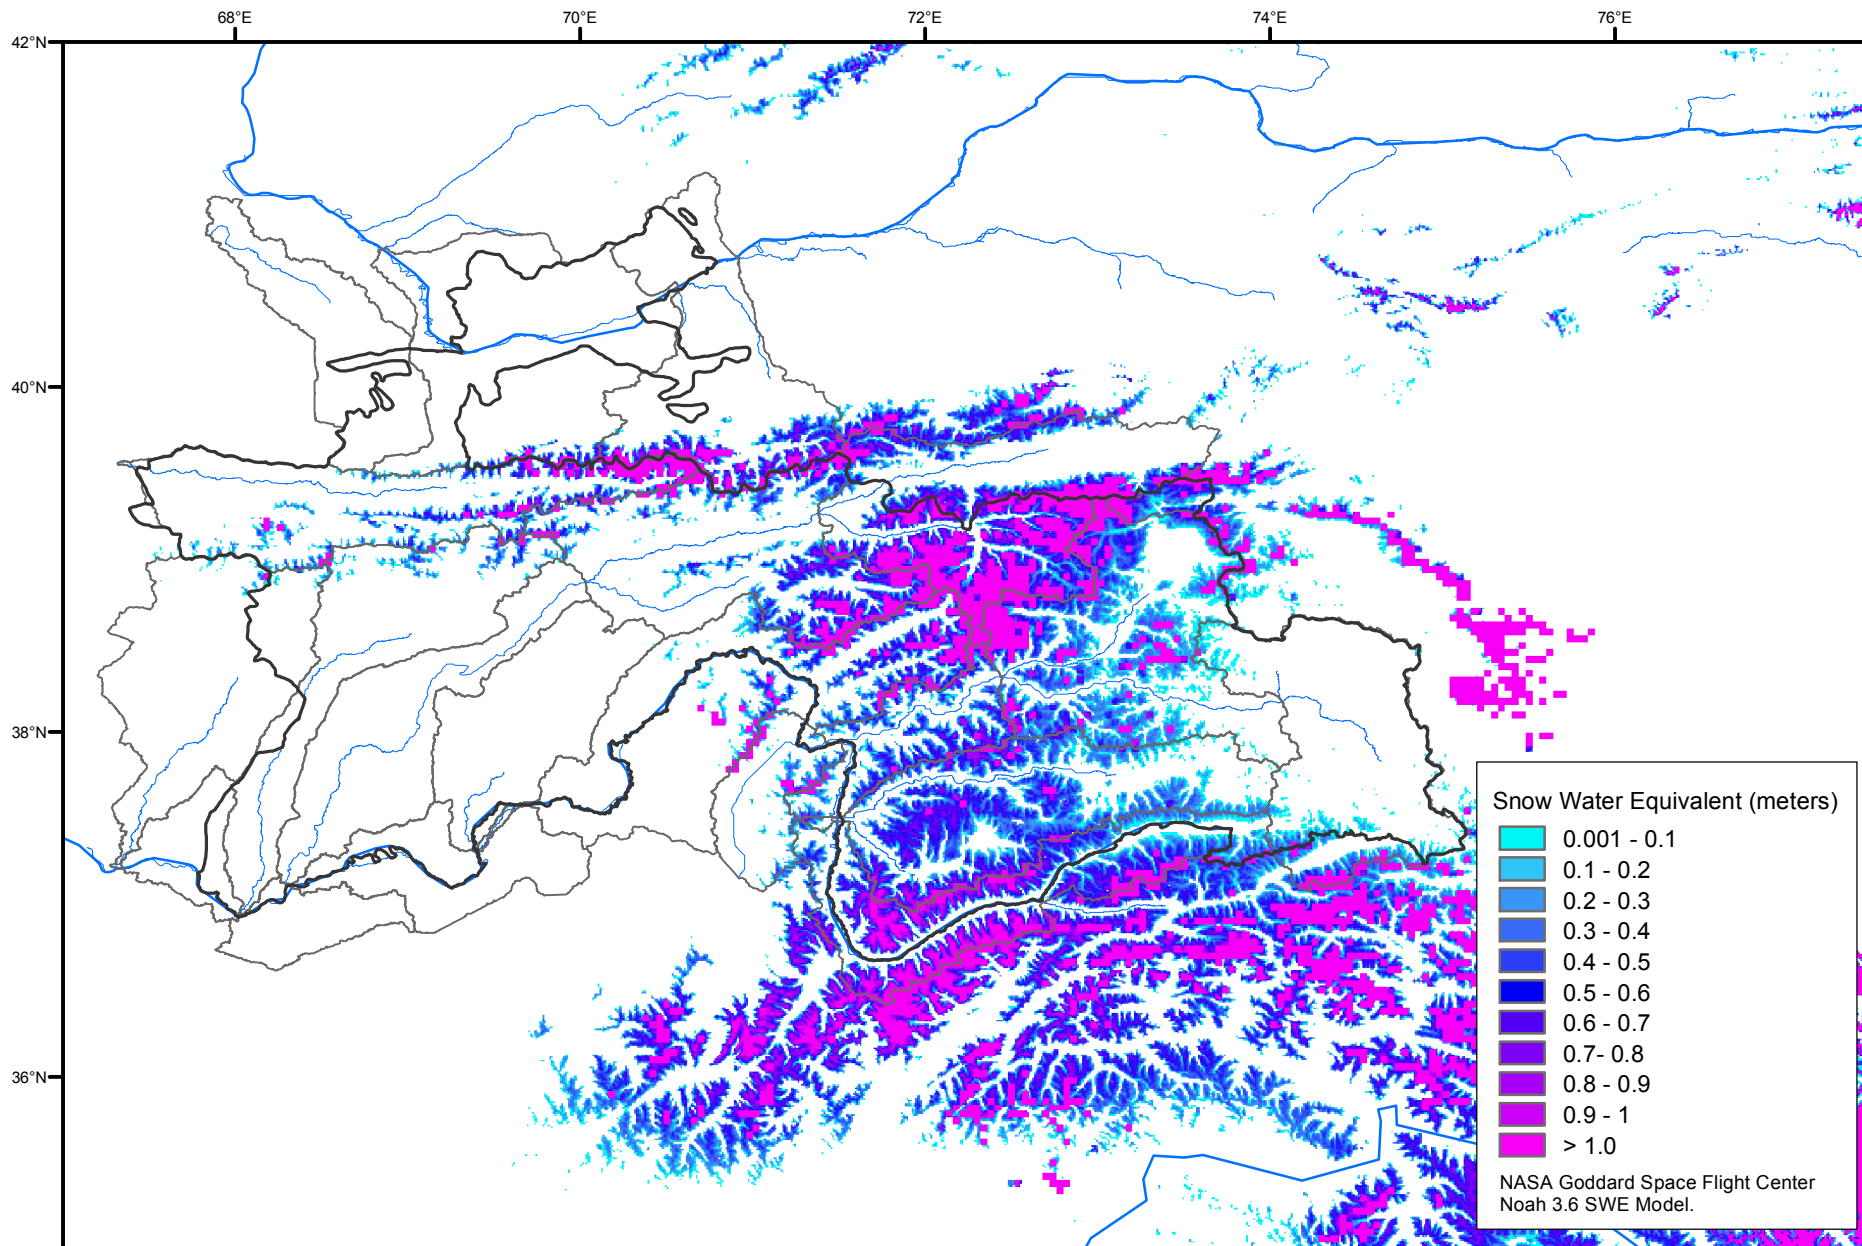 68°E
70°E
72°E
74°E
76°E
42°N
40°N
38°N
36°N
Snow Water Equivalent (meters)
0.001 - 0.1
0.1 - 0.2
0.2 - 0.3
0.3 - 0.4
0.4 - 0.5
0.5 - 0.6
0.6 - 0.7
0.7- 0.8
0.8 - 0.9
0.9 - 1
> 1.0
NASA Goddard Space Flight Center
Noah 3.6 SWE Model.